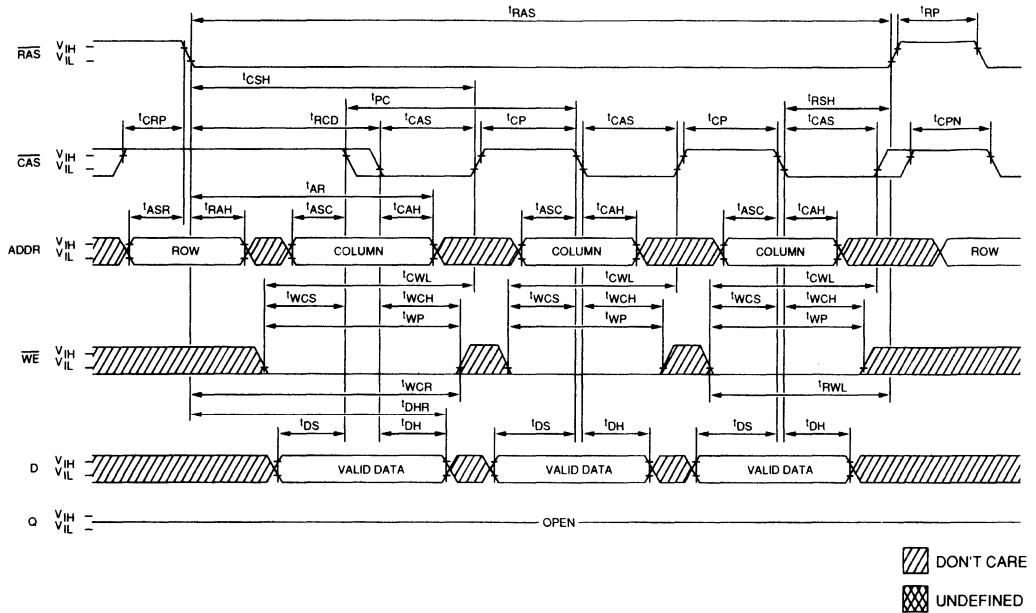 tRAS
tRP
RAS VIH
VIL
tCSH
tPC
tRSH
tCRP
tRCD
tCAS
tCP
tCAS
tCP
tCAS
tCPN
CAS VIH
VIL
tAR
tASR
tRAH
tASC
tCAH
tASC
tCAH
tASC
tCAH
ADDR VIH
VIL
ROW
COLUMN
COLUMN
COLUMN
ROW
tCWL
tCWL
tCWL
tWCS
tWCH
tWCS
tWCH
tWCS
tWCH
tWP
tWP
tWP
WE VIH
VIL
tWCR
tRWL
tDHR
tDS
tDH
tDS
tDH
tDS
tDH
D VIH
VIL
VALID DATA
VALID DATA
VALID DATA
Q VIH
VIL
OPEN
DON'T CARE
UNDEFINED